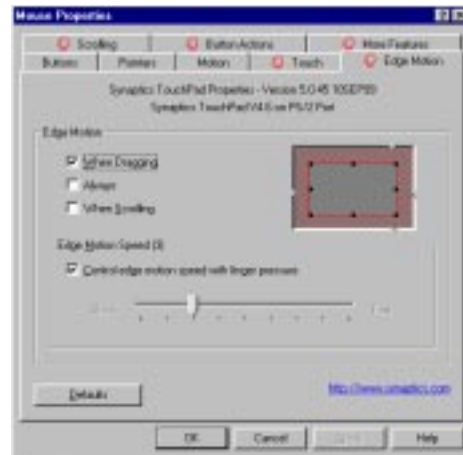 Mouse Properties
Scrolling Button Actions More Features
Buttons Pointers Motion Touch Edge Motion
Synaptics TouchPad Properties - Version 5.0.45 10SEP99
Synaptics TouchPad V4.6 on PS/2 Port
Edge Motion
When Dragging
Always
When Scrolling
Edge Motion Speed (3)
Control edge motion speed with finger pressure
Defaults
http://www.synaptics.com
OK Cancel Help